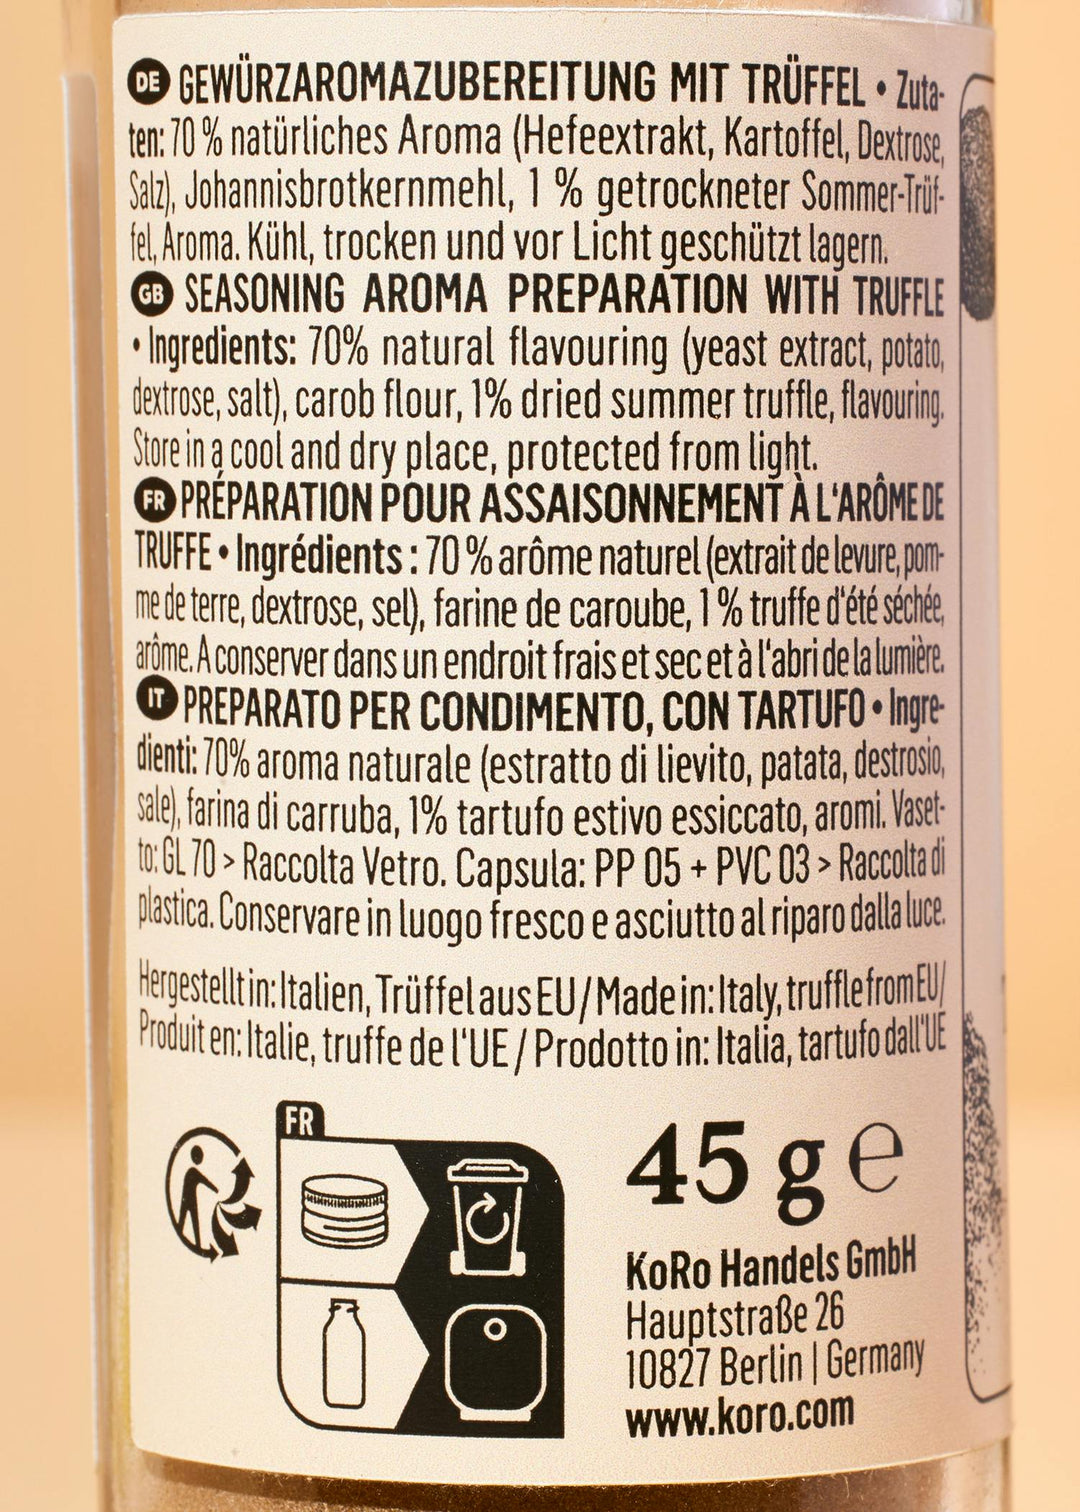 DE GEWÜRZAROMAZUBEREITUNG MIT TRÜFFEL • Zuta-
ten: 70 % natürliches Aroma (Hefeextrakt, Kartoffel, Dextrose,
Salz), Johannisbrotkernmehl, 1 % getrockneter Sommer-Trüf-
fel, Aroma. Kühl, trocken und vor Licht geschützt lagern.
GB SEASONING AROMA PREPARATION WITH TRUFFLE
• Ingredients: 70% natural flavouring (yeast extract, potato,
dextrose, salt), carob flour, 1% dried summer truffle, flavouring.
Store in a cool and dry place, protected from light.
FR PRÉPARATION POUR ASSAISONNEMENT À L'ARÔME DE
TRUFFE • Ingrédients : 70 % arôme naturel (extrait de levure, pom-
me de terre, dextrose, sel), farine de caroube, 1 % truffe d'été séchée,
arôme. A conserver dans un endroit frais et sec et à l'abri de la lumière.
IT PREPARATO PER CONDIMENTO, CON TARTUFO • Ingre-
dienti: 70% aroma naturale (estratto di lievito, patata, destrosio,
sale), farina di carruba, 1% tartufo estivo essiccato, aromi. Vaset-
to: GL 70 > Raccolta Vetro. Capsula: PP 05 + PVC 03 > Raccolta di
plastica. Conservare in luogo fresco e asciutto al riparo dalla luce.
Hergestellt in: Italien, Trüffel aus EU / Made in: Italy, truffle from EU /
Produit en: Italie, truffe de l'UE / Prodotto in: Italia, tartufo dall'UE
FR
45 g e
KoRo Handels GmbH
Hauptstraße 26
10827 Berlin | Germany
www.koro.com